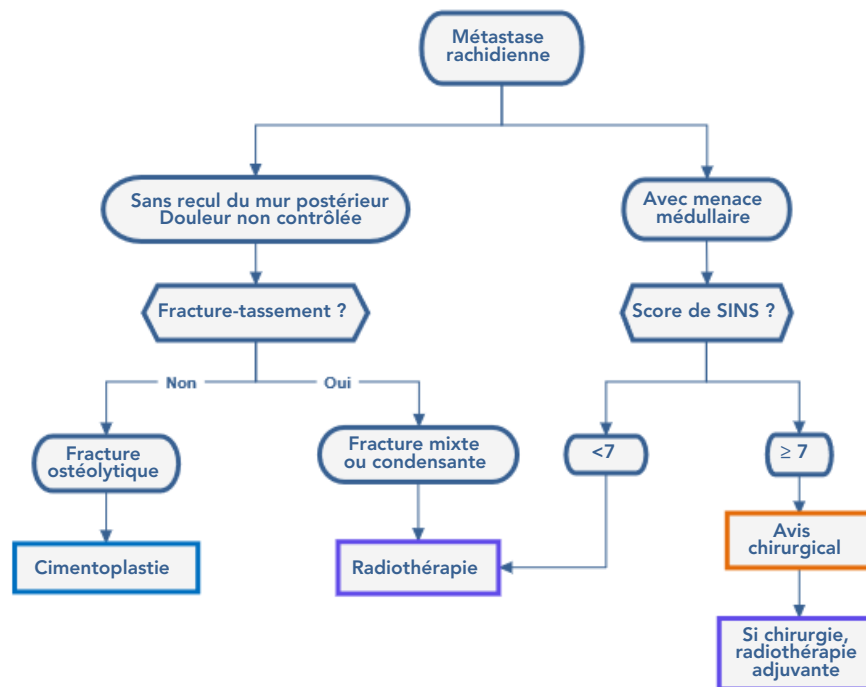 Métastase
rachidienne
Sans recul du mur postérieur
Douleur non contrôlée
Avec menace
médullaire
Fracture-tassement ?
Score de SINS ?
Non
Oui
Fracture
ostéolytique
Fracture mixte
ou condensante
<7
≥ 7
Cimentoplastie
Radiothérapie
Avis
chirurgical
Si chirurgie,
radiothérapie
adjuvante